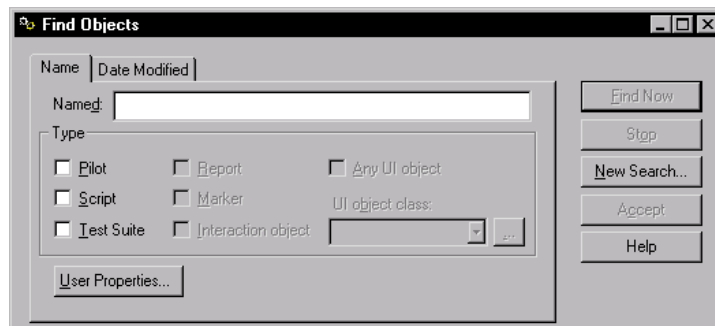 Find Objects
Name Date Modified
Named:
Find Now
Type
Stop
Pilot Report Any UI object
New Search...
Script Marker UI object class:
Accept
Test Suite Interaction object ...
Help
User Properties...